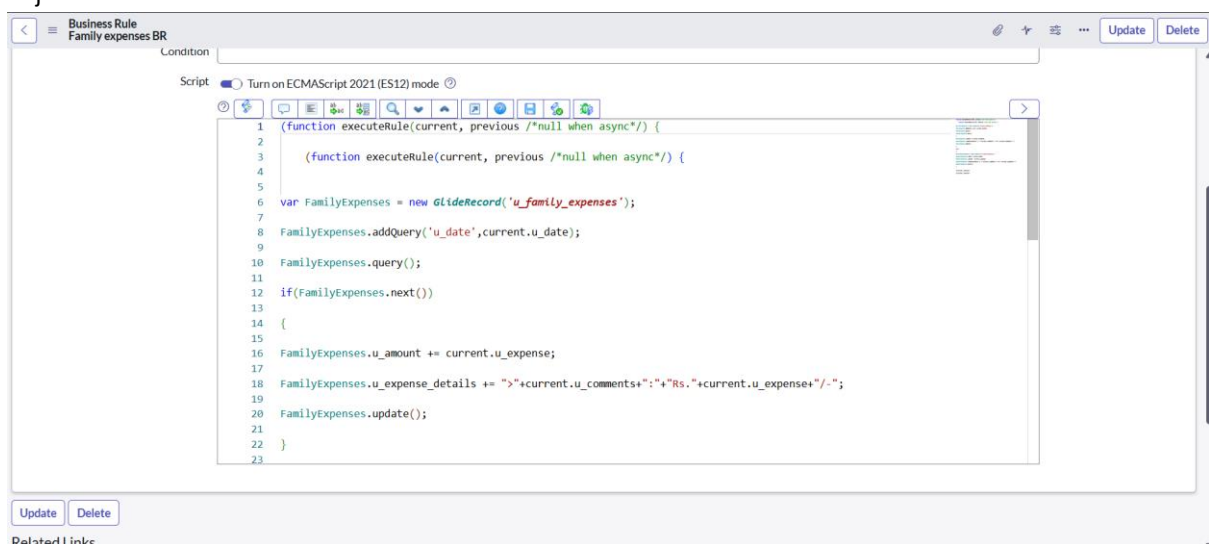 Business Rule
Family expenses BR
Update
Delete
Condition
Script
Turn on ECMAScript 2021 (ES12) mode
1 (function executeRule(current, previous /*null when async*/) {
2
3 (function executeRule(current, previous /*null when async*/) {
4
5
6 var FamilyExpenses = new GlideRecord('u_family_expenses');
7
8 FamilyExpenses.addQuery('u_date',current.u_date);
9
10 FamilyExpenses.query();
11
12 if(FamilyExpenses.next())
13
14 {
15
16 FamilyExpenses.u_amount += current.u_expense;
17
18 FamilyExpenses.u_expense_details += ">"+current.u_comments+":"+"Rs."+current.u_expense+"/-";
19
20 FamilyExpenses.update();
21
22 }
23
Update
Delete
Related Links